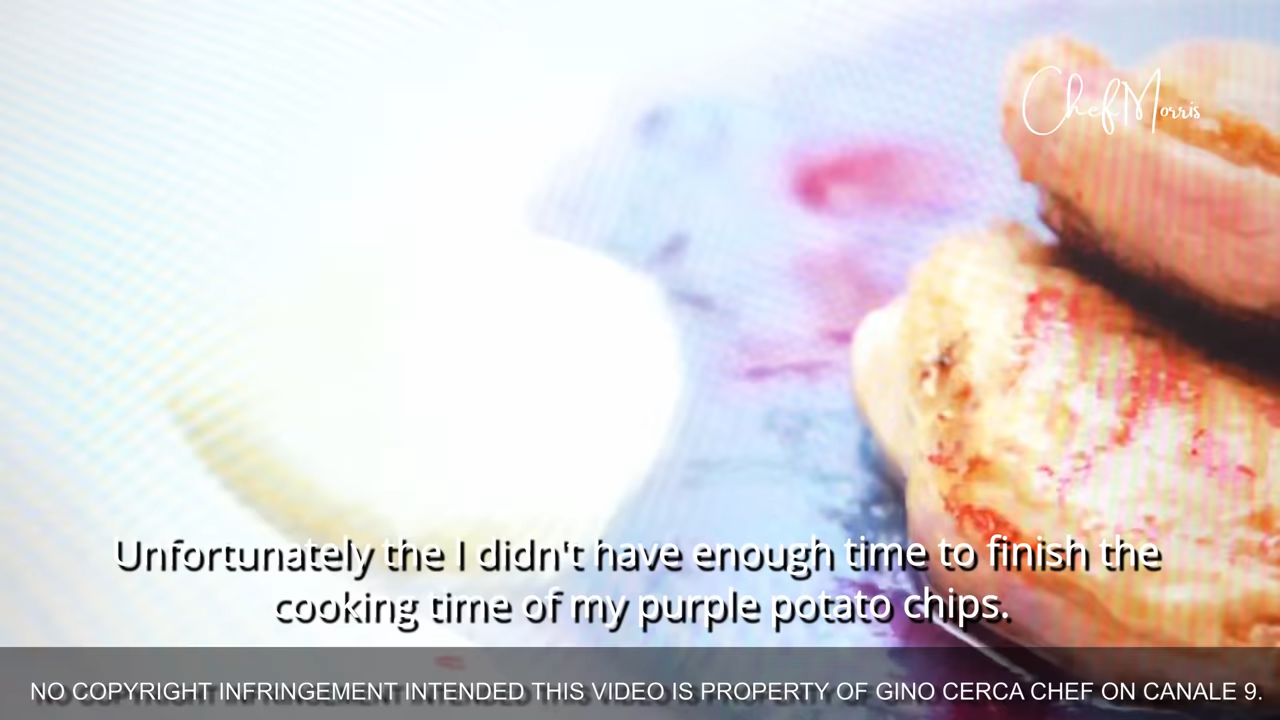 ChefMorris
Unfortunately the I didn't have enough time to finish the
cooking time of my purple potato chips.
NO COPYRIGHT INFRINGEMENT INTENDED THIS VIDEO IS PROPERTY OF GINO CERCA CHEF ON CANALE 9.